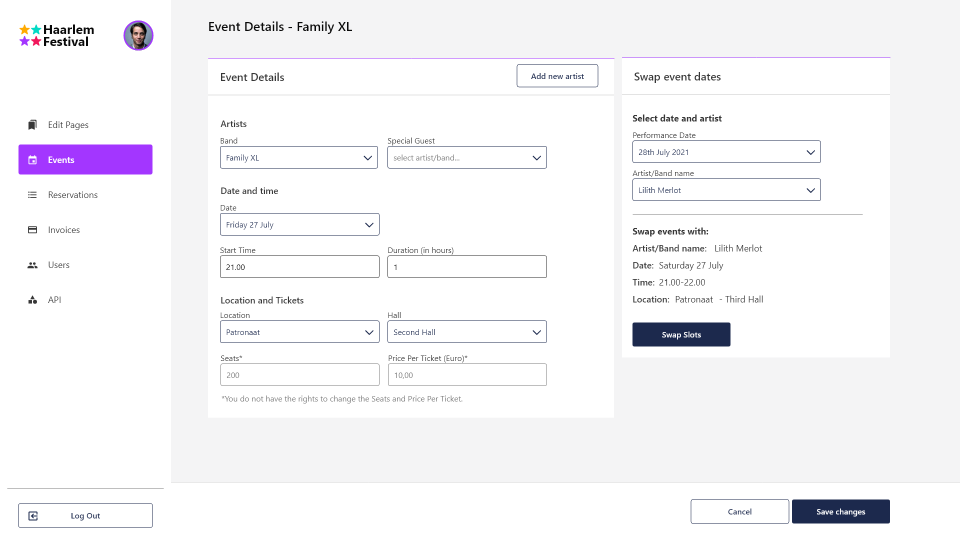 Haarlem
Festival
Edit Pages
Events
Reservations
Invoices
Users
API
Log Out
Event Details - Family XL
Event Details
Add new artist
Artists
Band
Special Guest
Family XL
select artist/band...
Date and time
Date
Friday 27 July
Start Time
Duration (in hours)
21.00
1
Location and Tickets
Location
Hall
Patronaat
Second Hall
Seats*
Price Per Ticket (Euro)*
200
10,00
*You do not have the rights to change the Seats and Price Per Ticket.
Swap event dates
Select date and artist
Performance Date
28th July 2021
Artist/Band name
Lilith Merlot
Swap events with:
Artist/Band name: Lilith Merlot
Date: Saturday 27 July
Time: 21.00-22.00
Location: Patronaat - Third Hall
Swap Slots
Cancel
Save changes